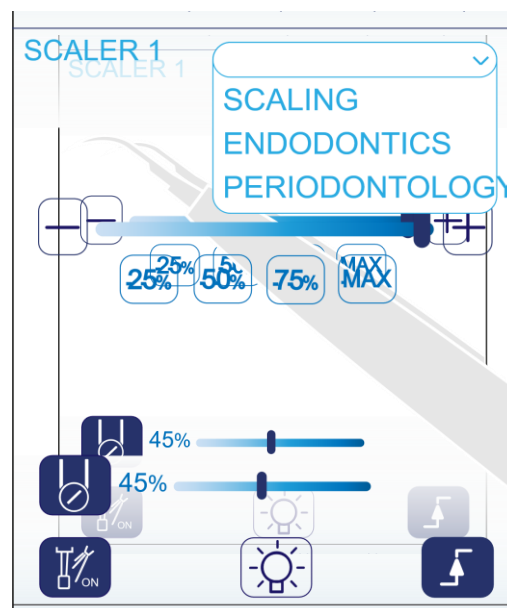 SCALER 1
SCALER 1
SCALING
ENDODONTICS
PERIODONTOLOGY
25%
25% 50% 75% MAX
MAX
45%
45%
ON
ON